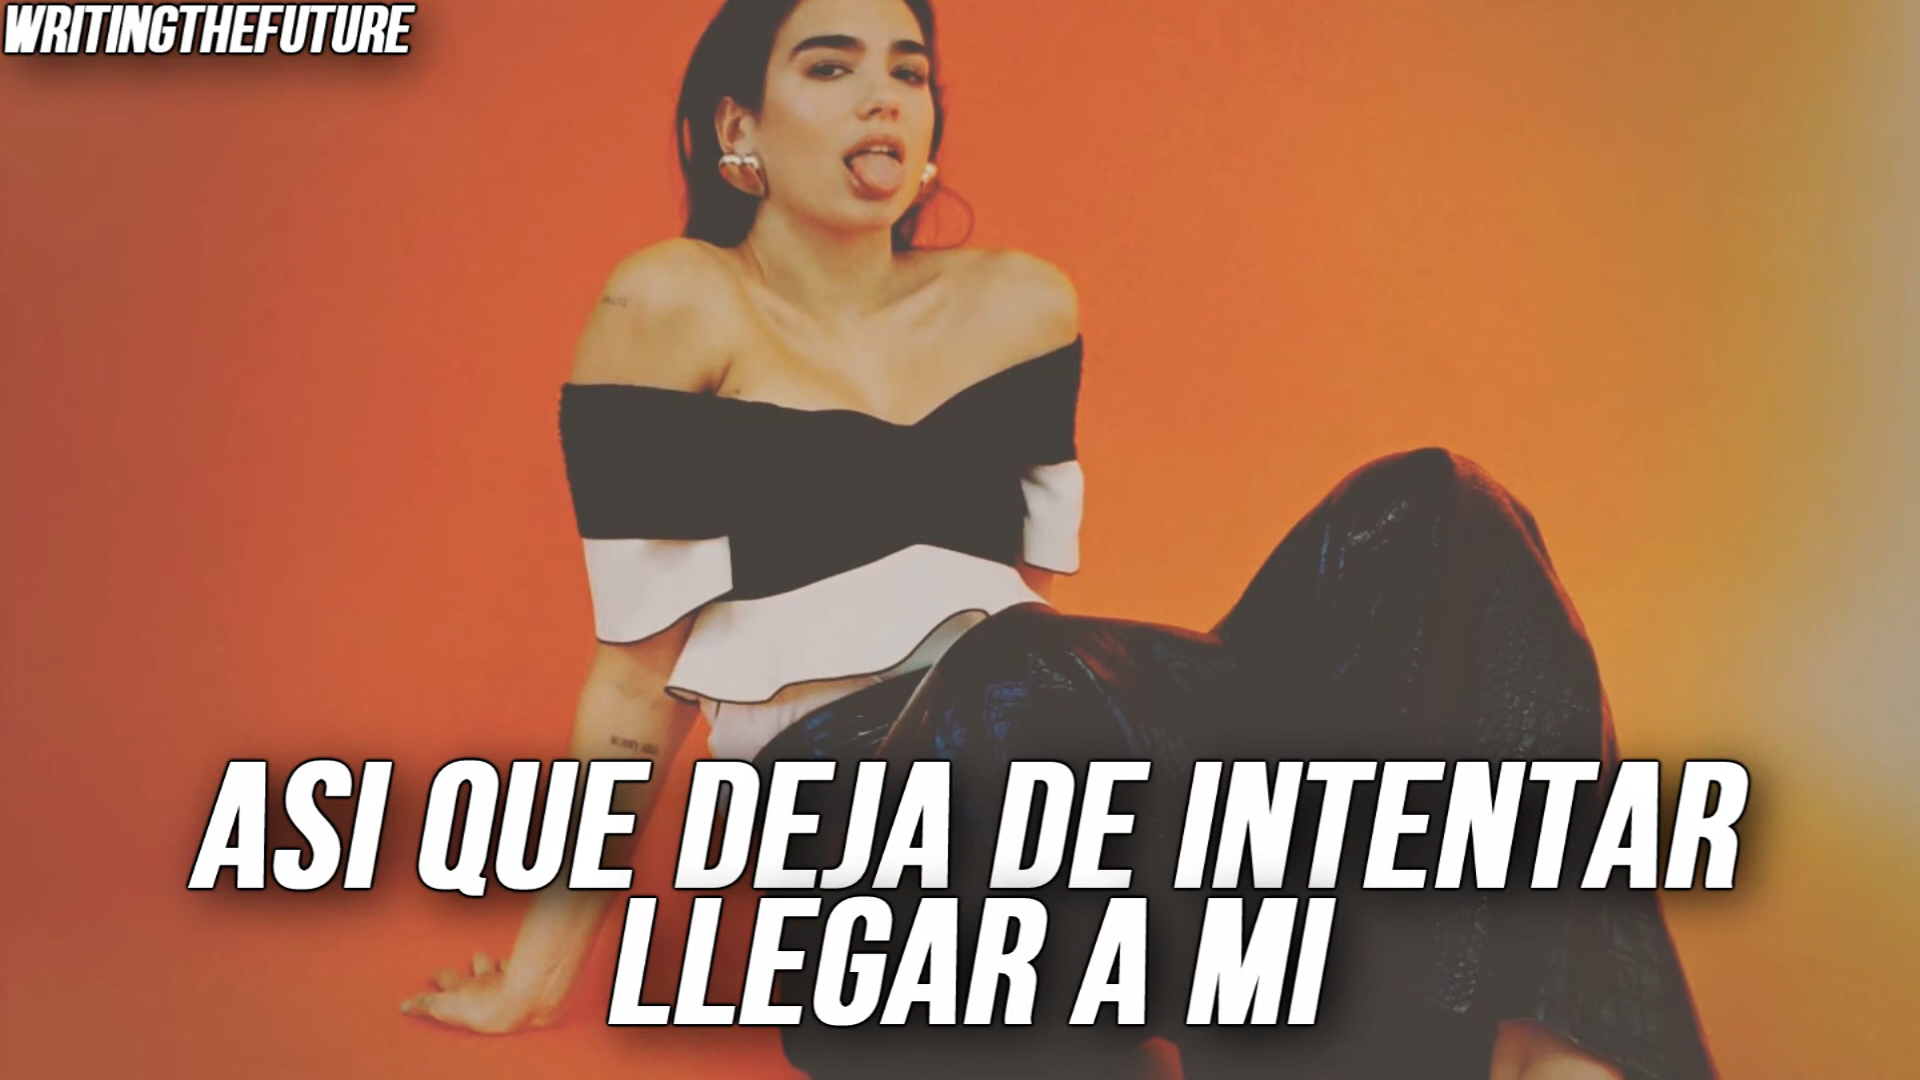 WRITINGTHEFUTURE
ASI QUE DEJA DE INTENTAR
LLEGAR A MI